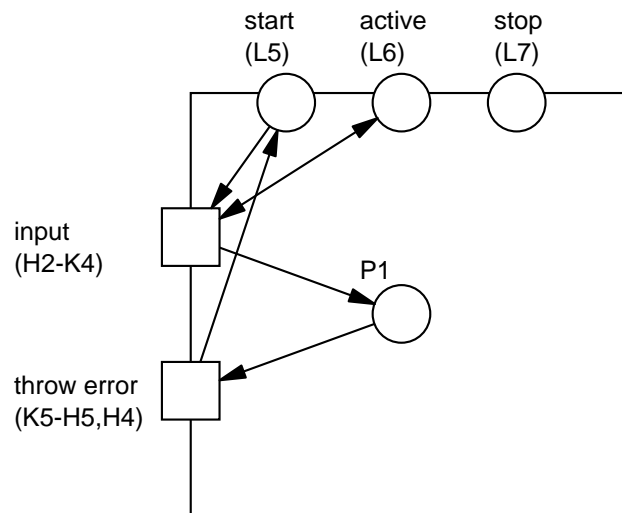 start
(L5)
active
(L6)
stop
(L7)
input
(H2-K4)
P1
throw error
(K5-H5,H4)